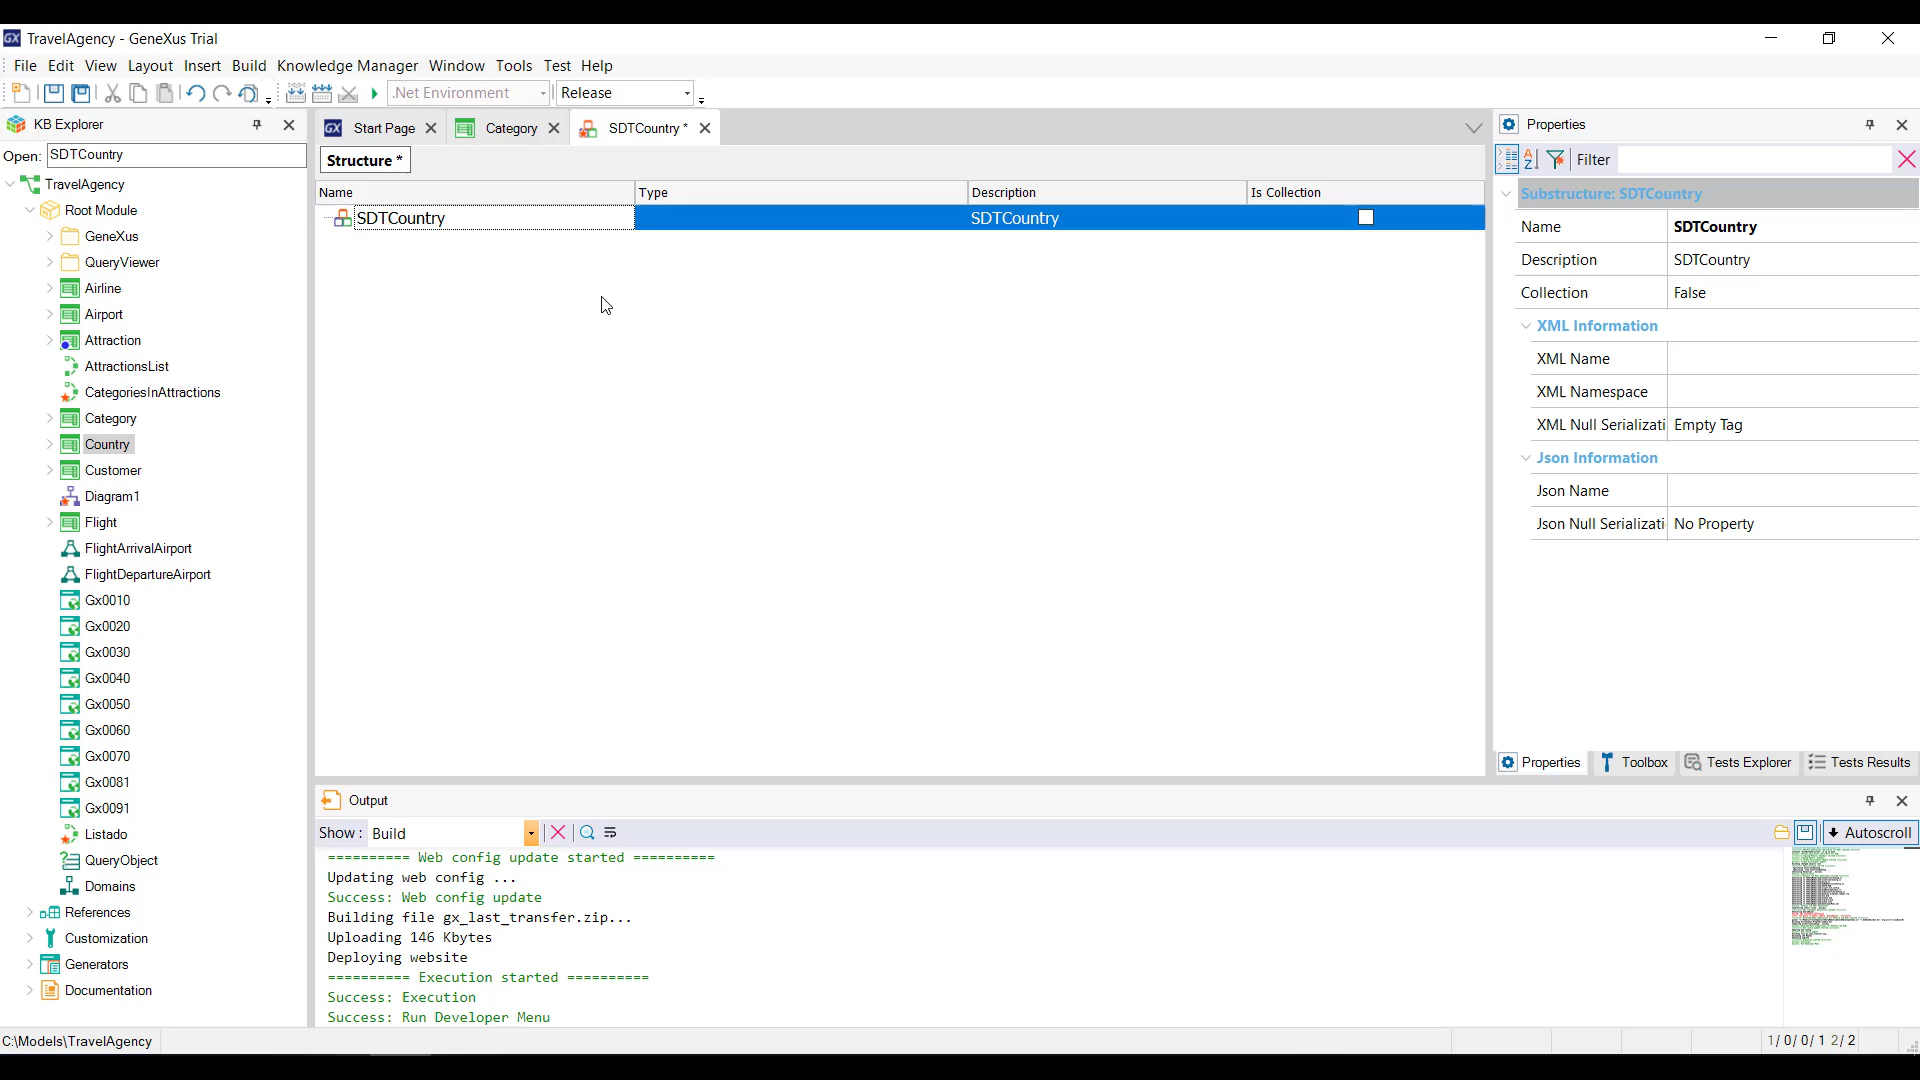 TravelAgency - GeneXus Trial
File Edit View Layout Insert Build Knowledge Manager Window Tools Test Help
.Net Environment Release
KB Explorer
Open: SDTCountry
TravelAgency
Root Module
GeneXus
QueryViewer
Airline
Airport
Attraction
AttractionsList
CategoriesInAttractions
Category
Country
Customer
Diagram1
Flight
FlightArrivalAirport
FlightDepartureAirport
Gx0010
Gx0020
Gx0030
Gx0040
Gx0050
Gx0060
Gx0070
Gx0081
Gx0091
Listado
QueryObject
Domains
References
Customization
Generators
Documentation
Start Page Category SDTCountry *
Structure *
Name Type Description Is Collection
SDTCountry SDTCountry
Properties
Filter
Substructure: SDTCountry
Name SDTCountry
Description SDTCountry
Collection False
XML Information
XML Name
XML Namespace
XML Null Serializati Empty Tag
Json Information
Json Name
Json Null Serializati No Property
Properties Toolbox Tests Explorer Tests Results
Output
Show : Build Autoscroll
========== Web config update started ==========
Updating web config ...
Success: Web config update
Building file gx_last_transfer.zip...
Uploading 146 Kbytes
Deploying website
========== Execution started ==========
Success: Execution
Success: Run Developer Menu
C:\Models\TravelAgency 1/ 0/ 0/ 1 2/ 2